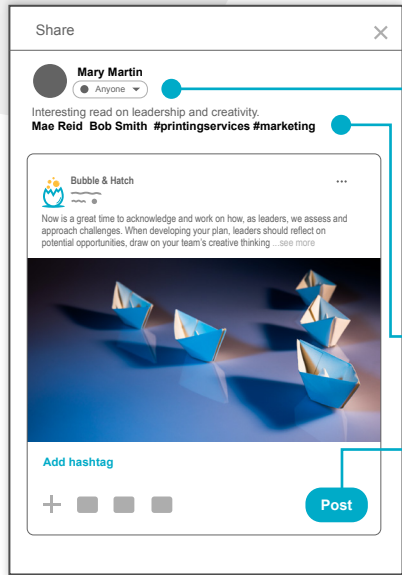 Share
Mary Martin
Anyone
Interesting read on leadership and creativity.
Mae Reid Bob Smith #printingservices #marketing
Bubble & Hatch
Now is a great time to acknowledge and work on how, as leaders, we assess and
approach challenges. When developing your plan, leaders should reflect on
potential opportunities, draw on your team's creative thinking ...see more
Add hashtag
Post